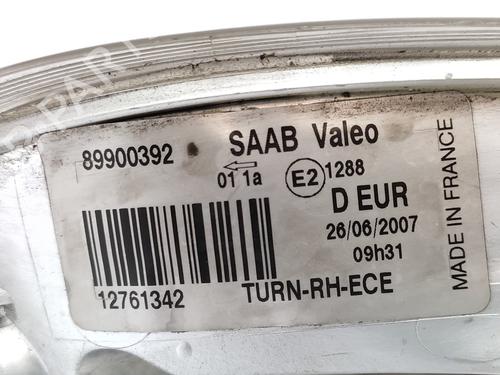 89900392 SAAB Valeo
01 1a E2 1288
D EUR
26/06/2007
09h31
12761342 TURN-RH-ECE
MADE IN FRANCE
PART